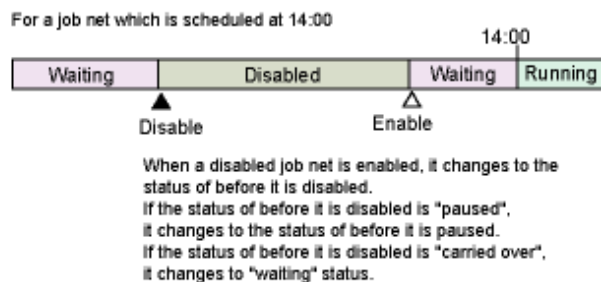 For a job net which is scheduled at 14:00
14:00
Waiting Disabled Waiting Running
Disable Enable
When a disabled job net is enabled, it changes to the
status of before it is disabled.
If the status of before it is disabled is "paused",
it changes to the status of before it is paused.
If the status of before it is disabled is "carried over",
it changes to "waiting" status.